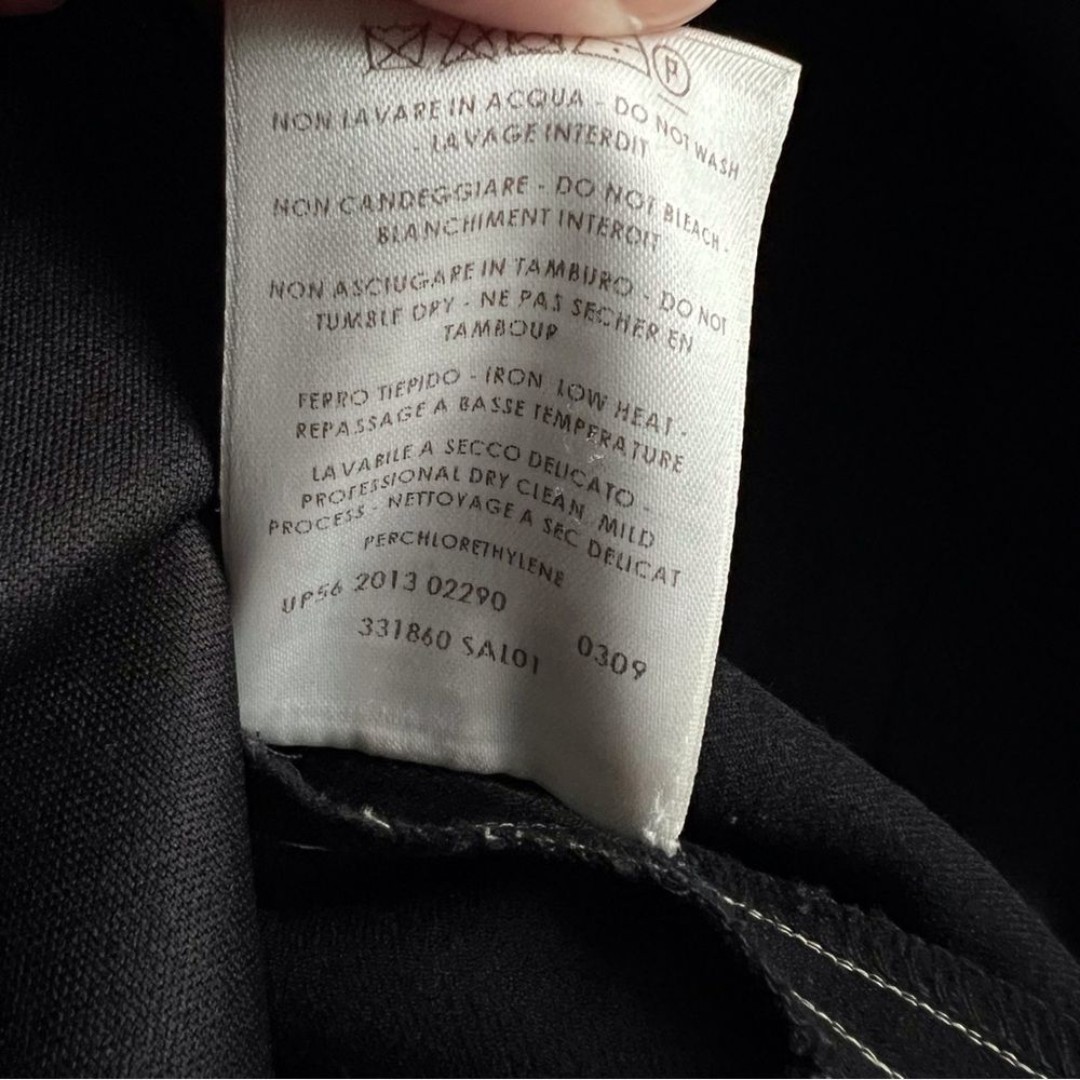 P
NON LAVARE IN ACQUA - DO NOT WASH
- LAVAGE INTERDIT
NON CANDEGGIARE - DO NOT BLEACH -
BLANCHIMENT INTERDIT
NON ASCIUGARE IN TAMBURO - DO NOT
TUMBLE DRY - NE PAS SECHER EN
TAMBOUR
FERRO TIEPIDO - IRON LOW HEAT -
REPASSAGE A BASSE TEMPERATURE
LAVABILE A SECCO DELICATO -
PROFESSIONAL DRY CLEAN MILD
PROCESS - NETTOYAGE A SEC DELICAT
PERCHLORETHYLENE
UP56 2013 02290
331860 SAL01 0309